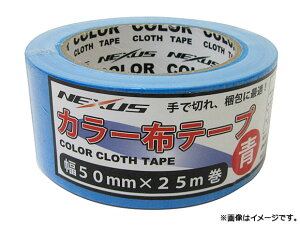 COLOR
CLOTH TAPE
NEXUS
手で切れ、梱包に最適!
カラー布テープ
青
COLOR CLOTH TAPE
幅50mm×25m巻
※画像はイメージです。